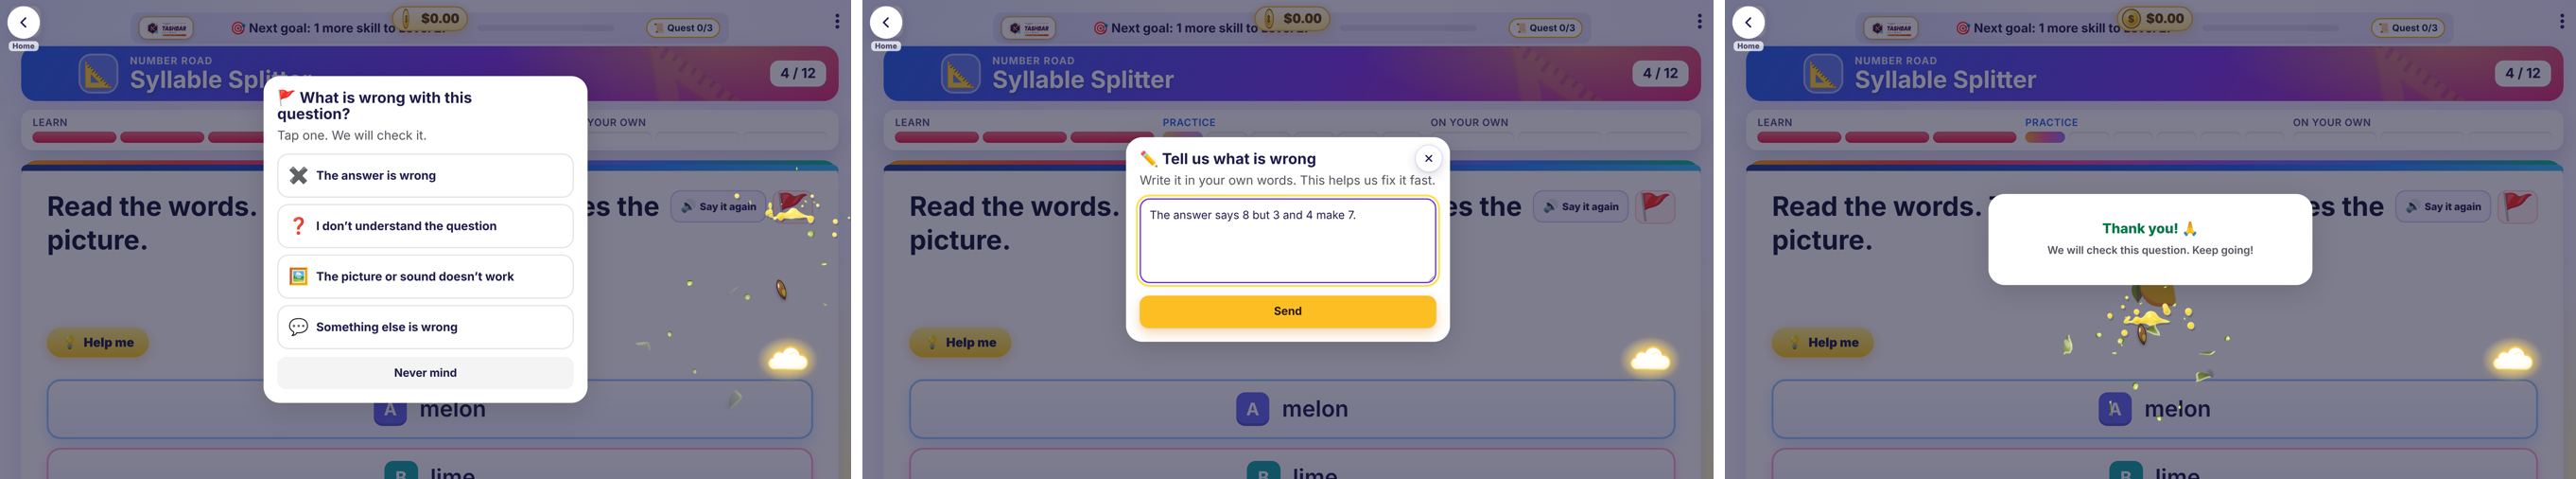 Home
TASHBAR
🎯 Next goal: 1 more skill to
$0.00
📜 Quest 0/3
NUMBER ROAD
Syllable Splitter
4 / 12
LEARN
YOUR OWN
🚩 What is wrong with this
question?
Tap one. We will check it.
✖ The answer is wrong
❓ I don’t understand the question
🖼️ The picture or sound doesn’t work
💬 Something else is wrong
Never mind
Read the words.
es the
picture.
🔊 Say it again
💡 Help me
A melon
B lime
Home
TASHBAR
🎯 Next goal: 1 more skill to
$0.00
📜 Quest 0/3
NUMBER ROAD
Syllable Splitter
4 / 12
LEARN
PRACTICE
ON YOUR OWN
✏️ Tell us what is wrong
✕
Write it in your own words. This helps us fix it fast.
The answer says 8 but 3 and 4 make 7.
Send
Read the words.
es the
picture.
🔊 Say it again
💡 Help me
A melon
B lime
Home
TASHBAR
🎯 Next goal: 1 more skill to
$0.00
📜 Quest 0/3
NUMBER ROAD
Syllable Splitter
4 / 12
LEARN
PRACTICE
ON YOUR OWN
Read the words.
es the
picture.
🔊 Say it again
Thank you! 🙏
We will check this question. Keep going!
💡 Help me
A melon
B lime